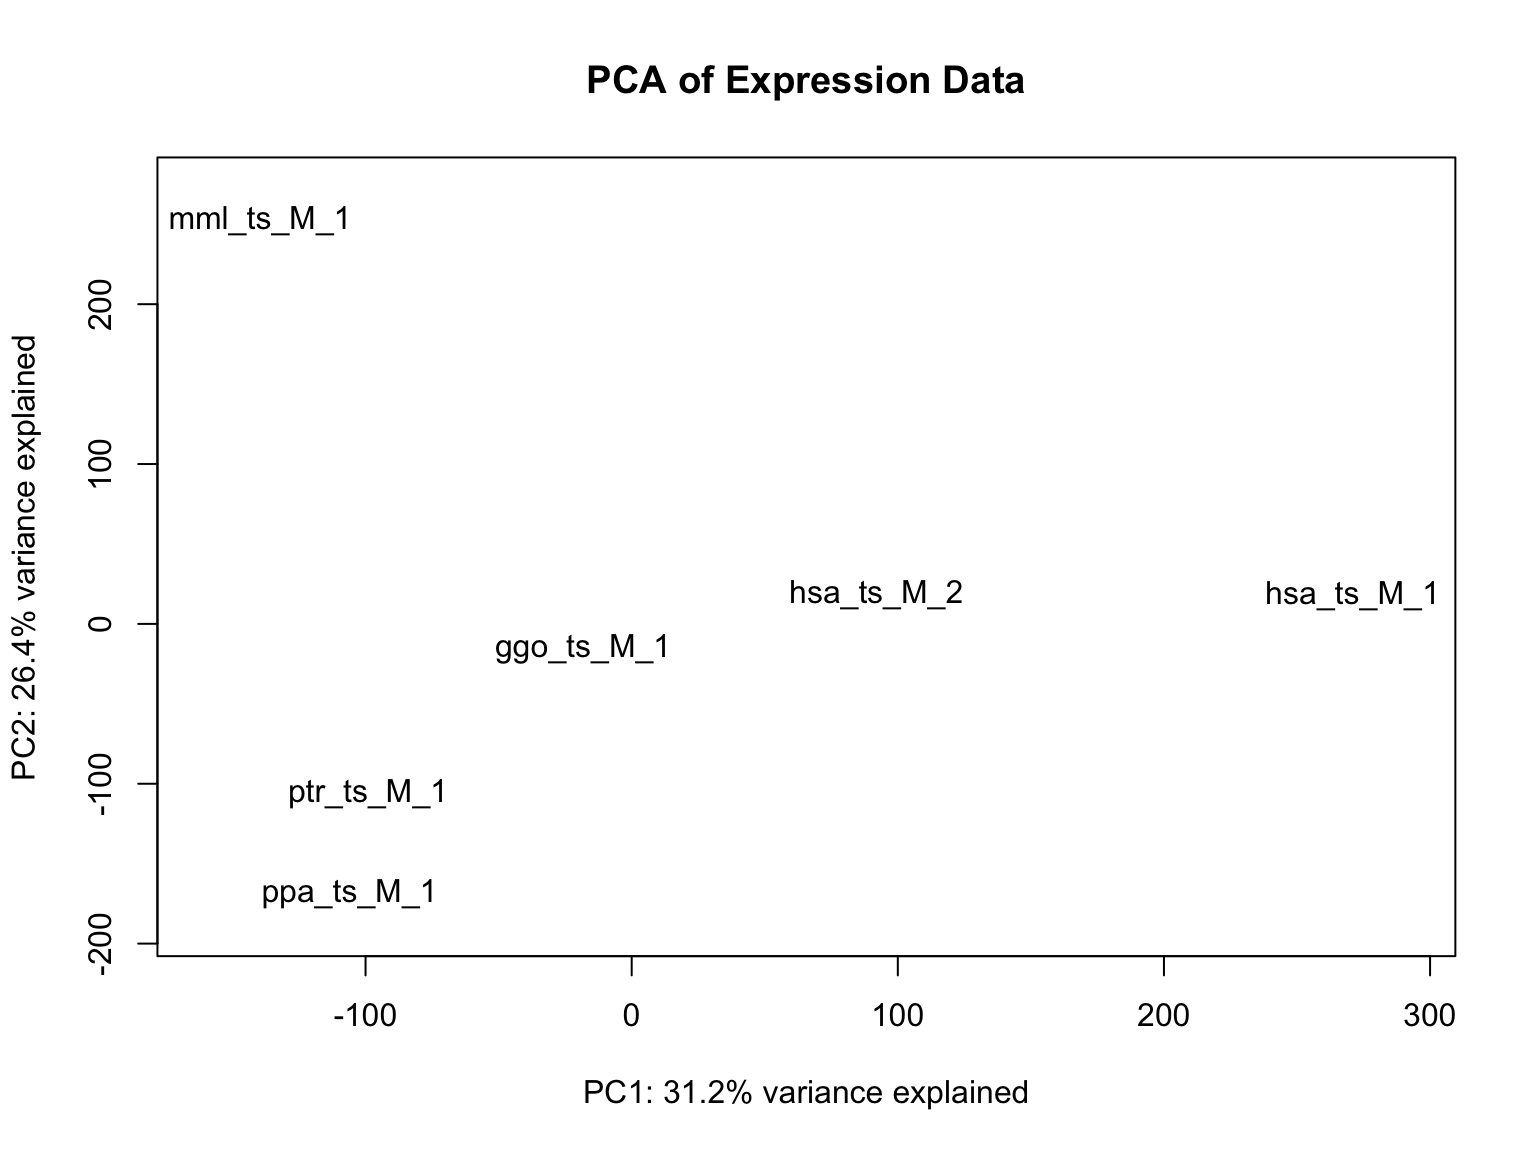 PCA of Expression Data
mml_ts_M_1
hsa_ts_M_2
hsa_ts_M_1
ggo_ts_M_1
ptr_ts_M_1
ppa_ts_M_1
200
100
0
-100
-200
PC2: 26.4% variance explained
-100
0
100
200
300
PC1: 31.2% variance explained